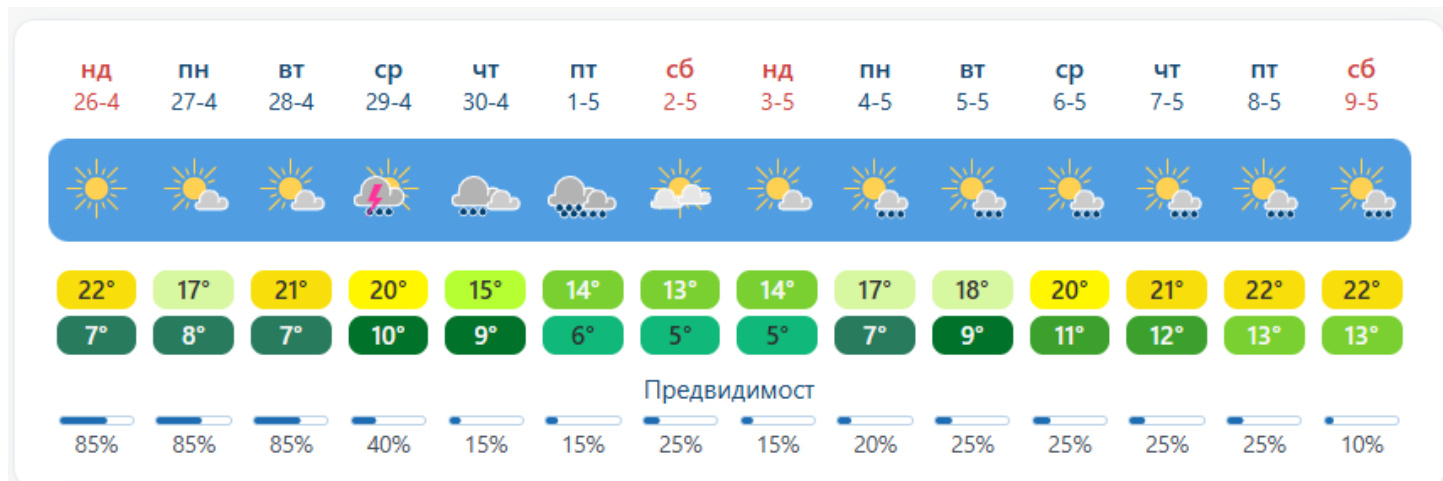 нд пн вт ср чт пт сб нд пн вт ср чт пт сб
26-4 27-4 28-4 29-4 30-4 1-5 2-5 3-5 4-5 5-5 6-5 7-5 8-5 9-5
22° 17° 21° 20° 15° 14° 13° 14° 17° 18° 20° 21° 22° 22°
7° 8° 7° 10° 9° 6° 5° 5° 7° 9° 11° 12° 13° 13°
Предвидимост
85% 85% 85% 40% 15% 15% 25% 15% 20% 25% 25% 25% 25% 10%